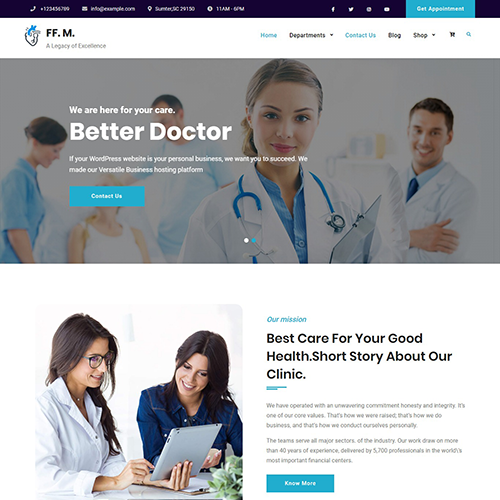 +123456789 info@example.com Sumter,SC 29150 11AM - 6PM Get Appointment
FF. M.
A Legacy of Excellence
Home Departments Contact Us Blog Shop
We are here for your care.
Better Doctor
If your WordPress website is your personal business, we want you to succeed. We
made our Versatile Business hosting platform
Contact Us
Our mission
Best Care For Your Good
Health.Short Story About Our
Clinic.
We have operated with an unwavering commitment honesty and integrity. It's
one of our core values. That's how we were raised; that's how we do
business, and that's how we conduct ourselves personally.
The teams serve all major sectors. of the industry. Our work draw on more
than 40 years of experience, delivered by 5,700 professionals in the world\'s
most important financial centers.
Know More